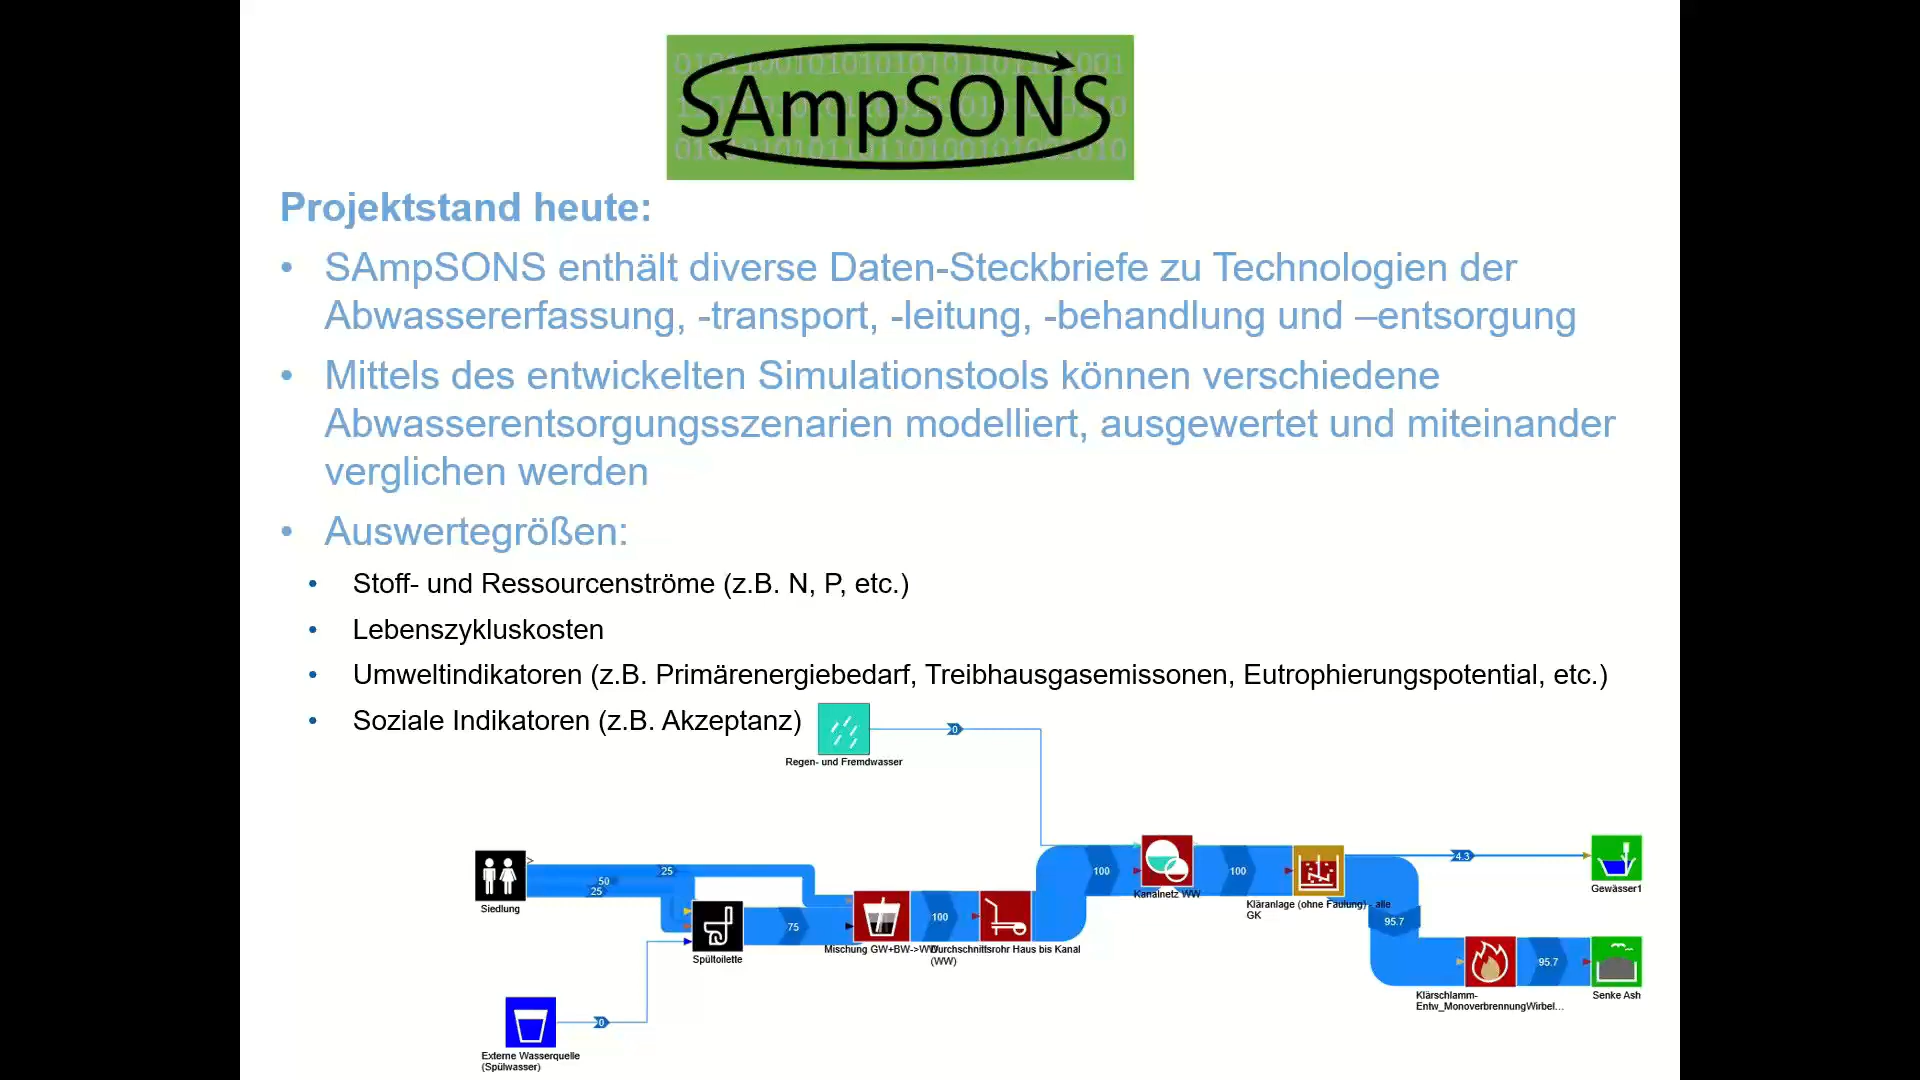 SAmpSONS
Projektstand heute:
• SAmpSONS enthält diverse Daten-Steckbriefe zu Technologien der
Abwassererfassung, -transport, -leitung, -behandlung und –entsorgung
• Mittels des entwickelten Simulationstools können verschiedene
Abwasserentsorgungsszenarien modelliert, ausgewertet und miteinander
verglichen werden
• Auswertegrößen:
• Stoff- und Ressourcenströme (z.B. N, P, etc.)
• Lebenszykluskosten
• Umweltindikatoren (z.B. Primärenergiebedarf, Treibhausgasemissonen, Eutrophierungspotential, etc.)
• Soziale Indikatoren (z.B. Akzeptanz)
0
Regen- und Fremdwasser
Siedlung
50
25
25
Spültoilette
75
Mischung GW+BW->WW
100
Durchschnittsrohr Haus bis Kanal
(WW)
100
Kanalnetz WW
100
Kläranlage (ohne Faulung)_ alle
GK
4.3
Gewässer1
95.7
Klärschlamm-
Entw_MonoverbrennungWirbel...
95.7
Senke Ash
0
Externe Wasserquelle
(Spülwasser)